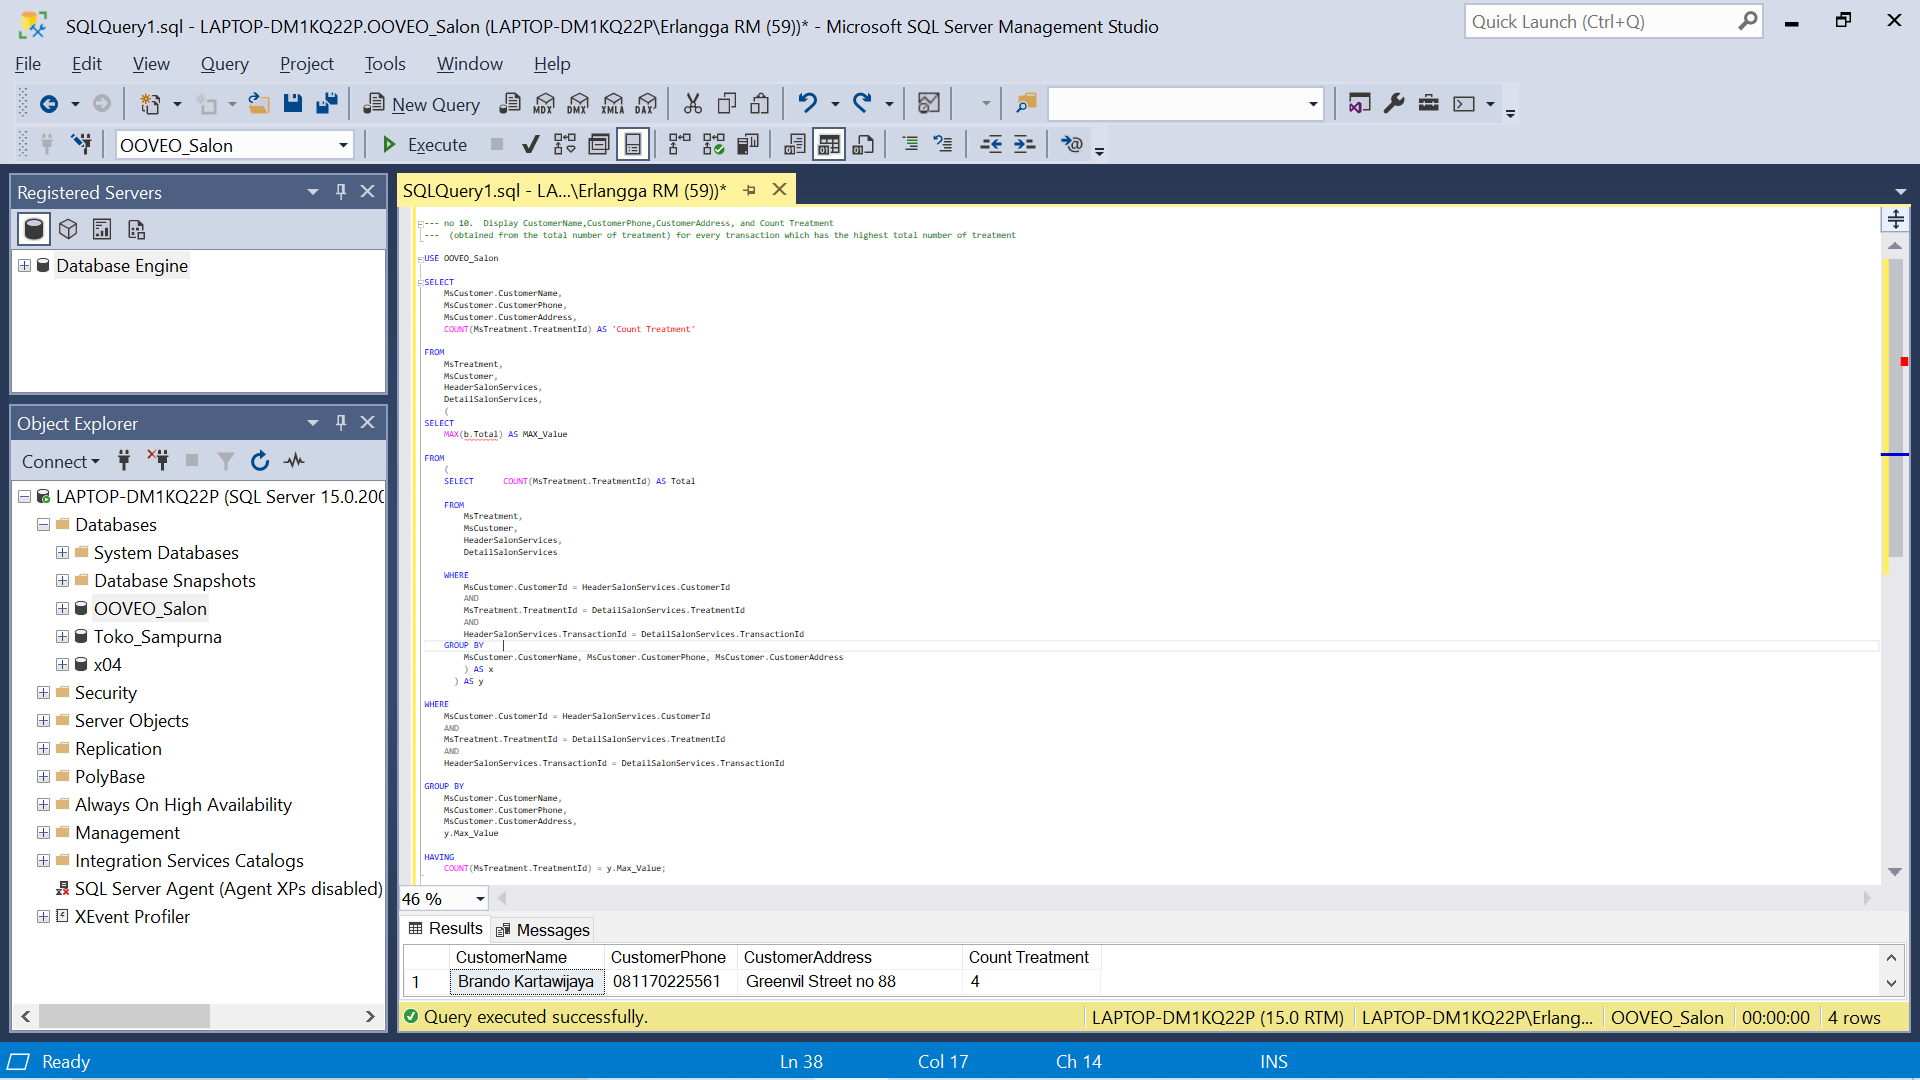 SQLQuery1.sql - LAPTOP-DM1KQ22P.OOVEO_Salon (LAPTOP-DM1KQ22P\Erlangga RM (59))* - Microsoft SQL Server Management Studio
Quick Launch (Ctrl+Q)
File Edit View Query Project Tools Window Help
New Query MDX DMX XMLA DAX
OOVEO_Salon Execute
Registered Servers
Database Engine
Object Explorer
Connect
LAPTOP-DM1KQ22P (SQL Server 15.0.200
Databases
System Databases
Database Snapshots
OOVEO_Salon
Toko_Sampurna
x04
Security
Server Objects
Replication
PolyBase
Always On High Availability
Management
Integration Services Catalogs
SQL Server Agent (Agent XPs disabled)
XEvent Profiler
SQLQuery1.sql - LA...\Erlangga RM (59))*
--- no 10.  Display CustomerName,CustomerPhone,CustomerAddress, and Count Treatment
---  (obtained from the total number of treatment) for every transaction which has the highest total number of treatment
USE OOVEO_Salon
SELECT
MsCustomer.CustomerName,
MsCustomer.CustomerPhone,
MsCustomer.CustomerAddress,
COUNT(MsTreatment.TreatmentId) AS 'Count Treatment'
FROM
MsTreatment,
MsCustomer,
HeaderSalonServices,
DetailSalonServices,
(
SELECT
MAX(b.Total) AS MAX_Value
FROM
(
SELECT COUNT(MsTreatment.TreatmentId) AS Total
FROM
MsTreatment,
MsCustomer,
HeaderSalonServices,
DetailSalonServices
WHERE
MsCustomer.CustomerId = HeaderSalonServices.CustomerId
AND
MsTreatment.TreatmentId = DetailSalonServices.TreatmentId
AND
HeaderSalonServices.TransactionId = DetailSalonServices.TransactionId
GROUP BY
MsCustomer.CustomerName, MsCustomer.CustomerPhone, MsCustomer.CustomerAddress
) AS x
) AS y
WHERE
MsCustomer.CustomerId = HeaderSalonServices.CustomerId
AND
MsTreatment.TreatmentId = DetailSalonServices.TreatmentId
AND
HeaderSalonServices.TransactionId = DetailSalonServices.TransactionId
GROUP BY
MsCustomer.CustomerName,
MsCustomer.CustomerPhone,
MsCustomer.CustomerAddress,
y.Max_Value
HAVING
COUNT(MsTreatment.TreatmentId) = y.Max_Value;
46 %
Results Messages
CustomerName CustomerPhone CustomerAddress Count Treatment
1 Brando Kartawijaya 081170225561 Greenvil Street no 88 4
Query executed successfully. LAPTOP-DM1KQ22P (15.0 RTM) LAPTOP-DM1KQ22P\Erlang... OOVEO_Salon 00:00:00 4 rows
Ready Ln 38 Col 17 Ch 14 INS